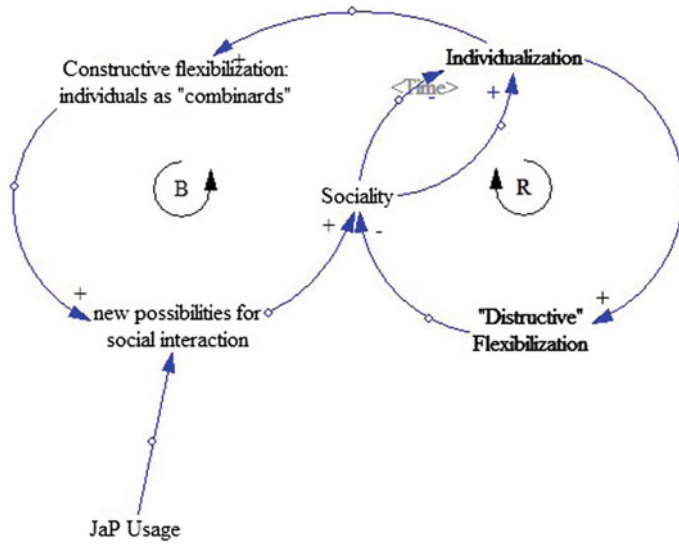 +
Individualization
Constructive flexibilization:
individuals as "combinards"
<Time>
-
+
B
R
Sociality
+
-
+
+
new possibilities for
social interaction
"Distructive"
Flexibilization
JaP Usage